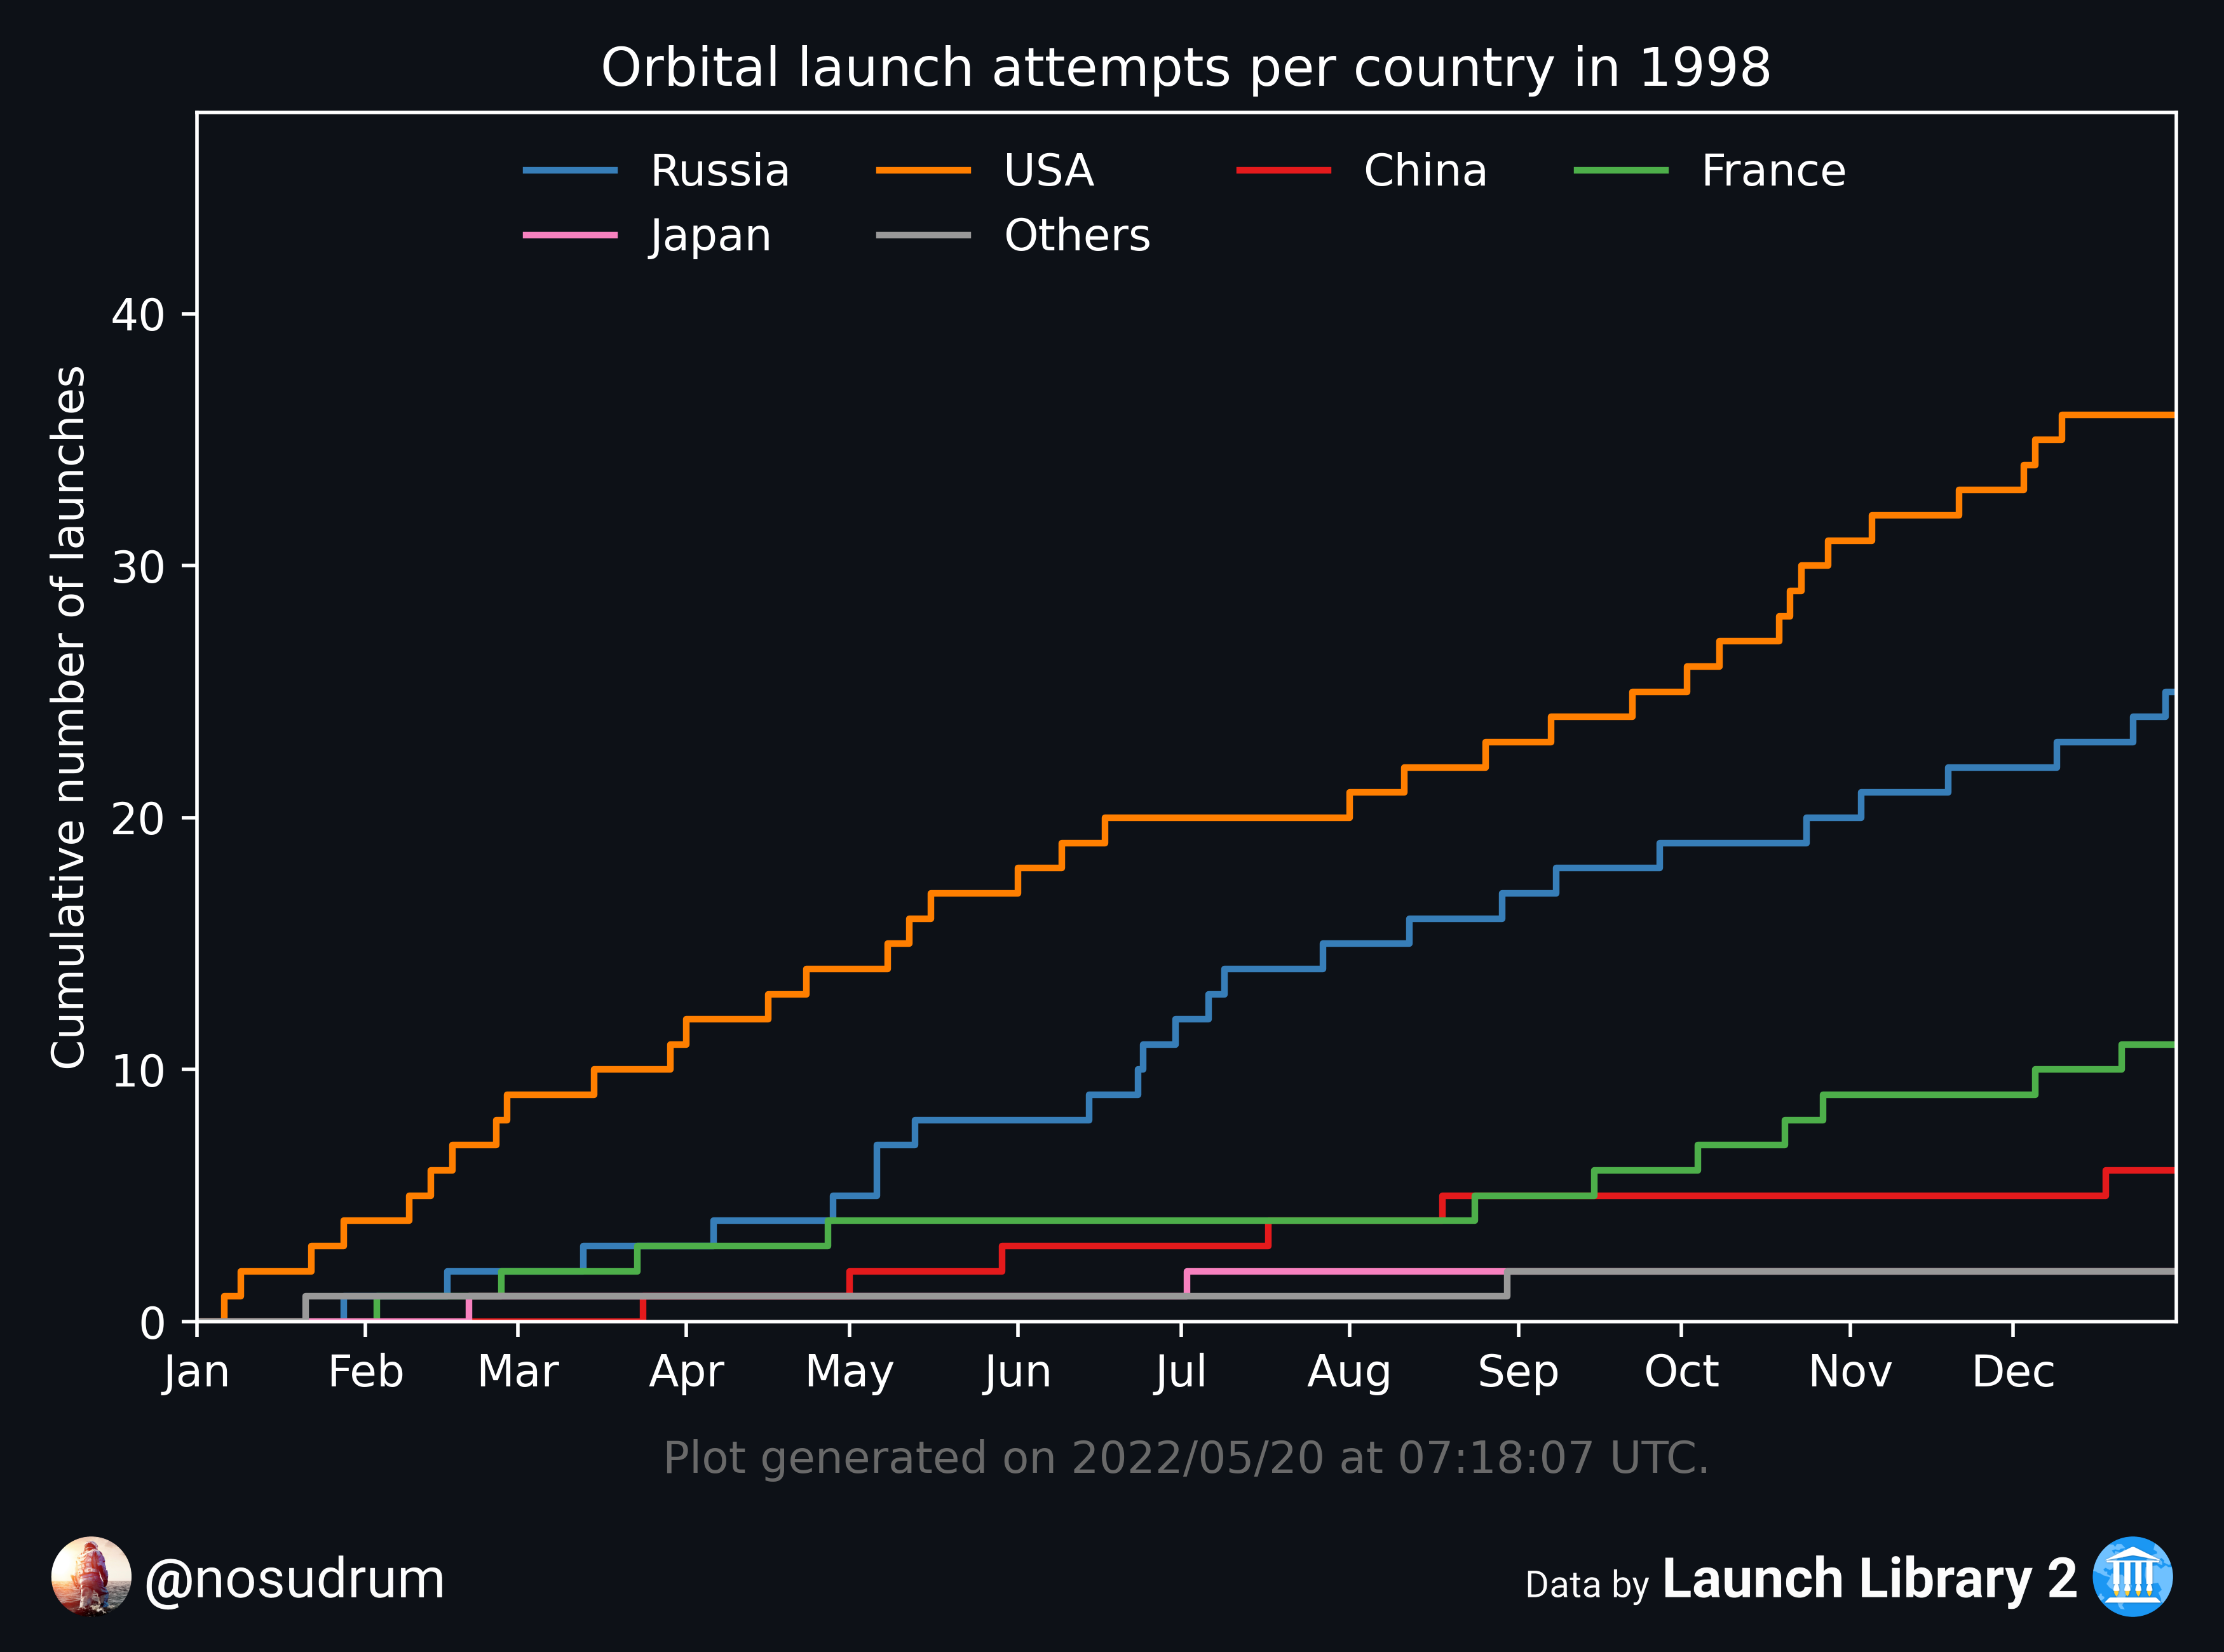 Orbital launch attempts per country in 1998
Russia USA China France
Japan Others
Cumulative number of launches
40
30
20
10
0
Jan Feb Mar Apr May Jun Jul Aug Sep Oct Nov Dec
Plot generated on 2022/05/20 at 07:18:07 UTC.
@nosudrum
Data by Launch Library 2